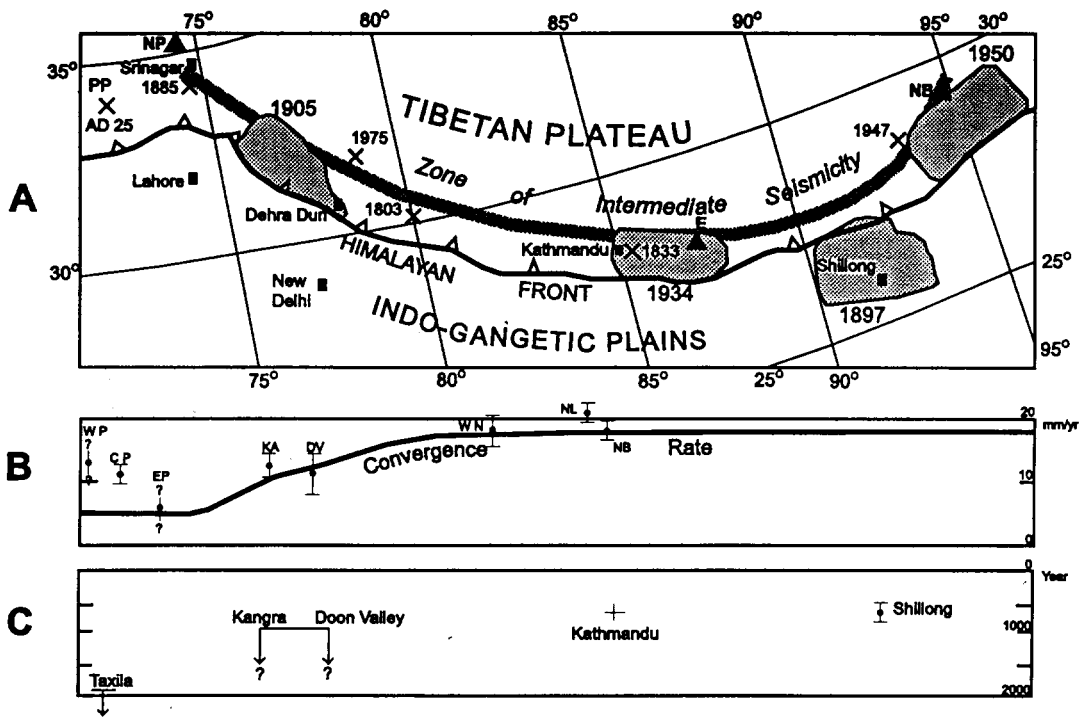 A
75°
80°
85°
90°
95°
30°
35°
NP
Srinagar
1885
PP
AD 25
1905
1975
TIBETAN PLATEAU
1947
NB
1950
Lahore
Zone of Intermediate Seismicity
Dehra Dun
1803
HIMALAYAN FRONT
Kathmandu
1833
E
1934
Shillong
1897
30°
25°
New
Delhi
INDO-GANGETIC PLAINS
95°
75°
80°
85°
25°
90°
B
W P
?
?
C P
EP
?
?
KA
DV
Convergence Rate
W N
NL
NB
20
mm/yr
10
0
C
0
Year
Kangra
Doon Valley
?
?
Kathmandu
Shillong
1000
Taxila
2000